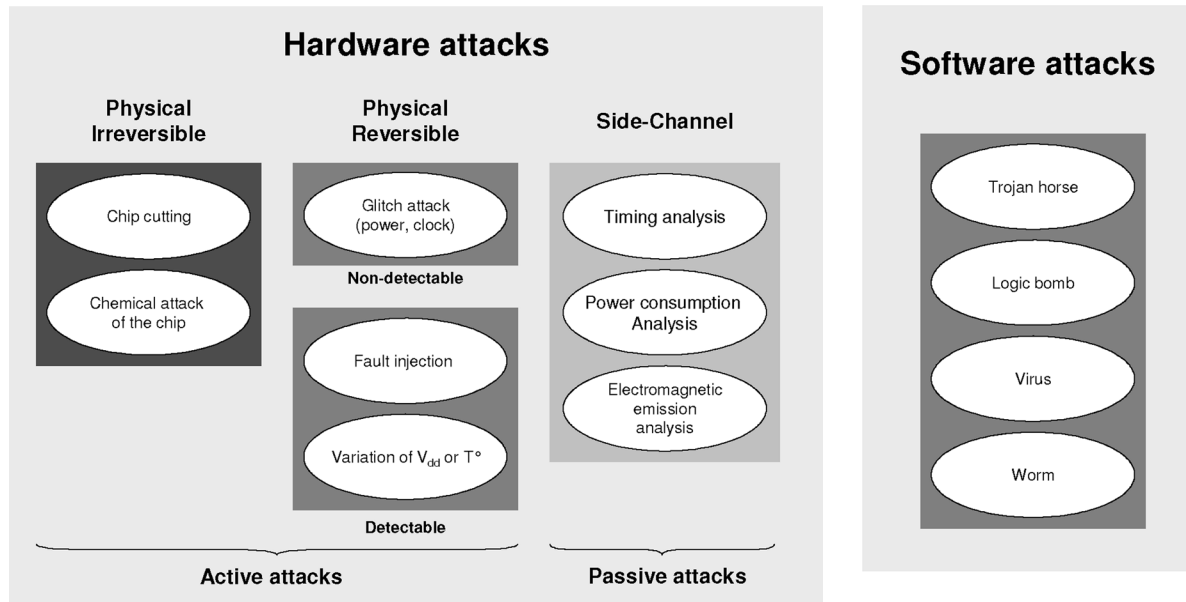 Hardware attacks
Physical
Irreversible
Chip cutting
Chemical attack
of the chip
Physical
Reversible
Glitch attack
(power, clock)
Non-detectable
Fault injection
Variation of Vdd or T°
Detectable
Side-Channel
Timing analysis
Power consumption
Analysis
Electromagnetic
emission
analysis
Active attacks
Passive attacks
Software attacks
Trojan horse
Logic bomb
Virus
Worm